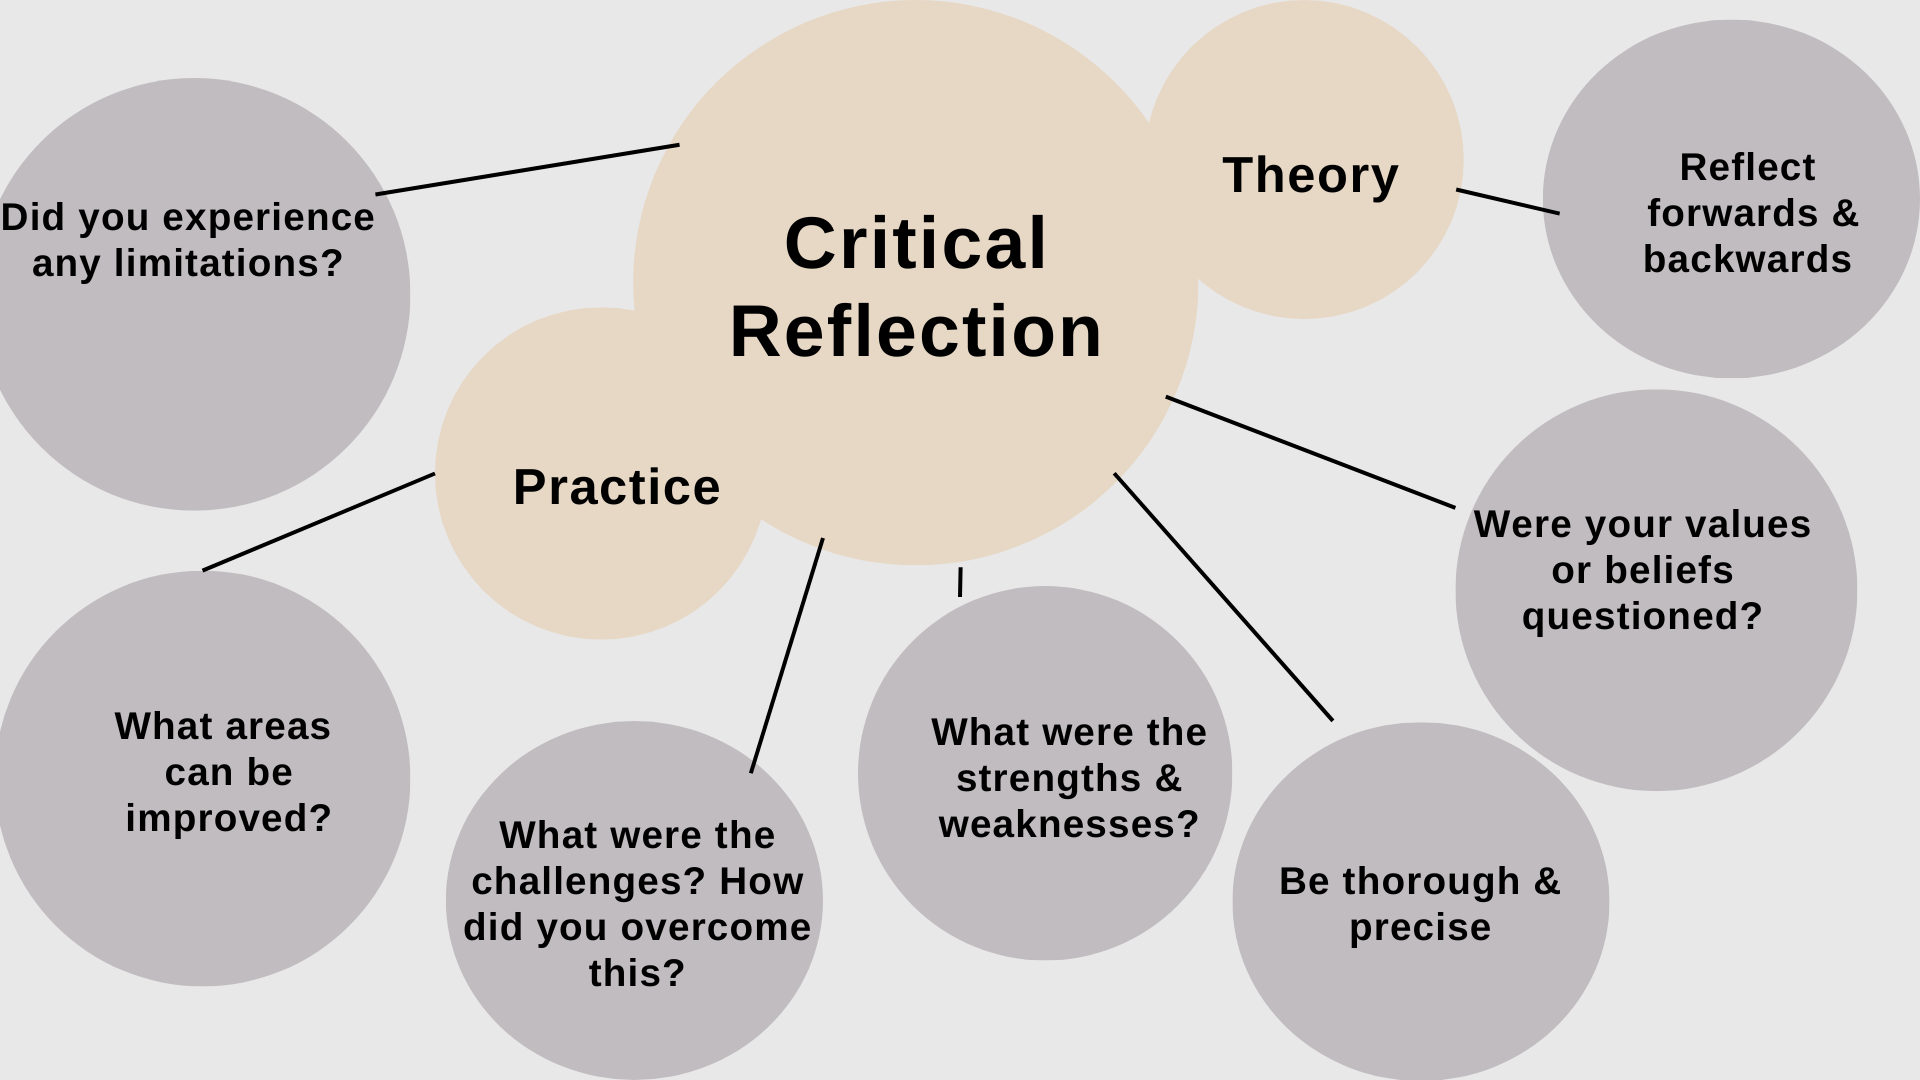 Critical
Reflection
Theory
Practice
Did you experience
any limitations?
Reflect
forwards &
backwards
Were your values
or beliefs
questioned?
What areas
can be
improved?
What were the
challenges? How
did you overcome
this?
What were the
strengths &
weaknesses?
Be thorough &
precise